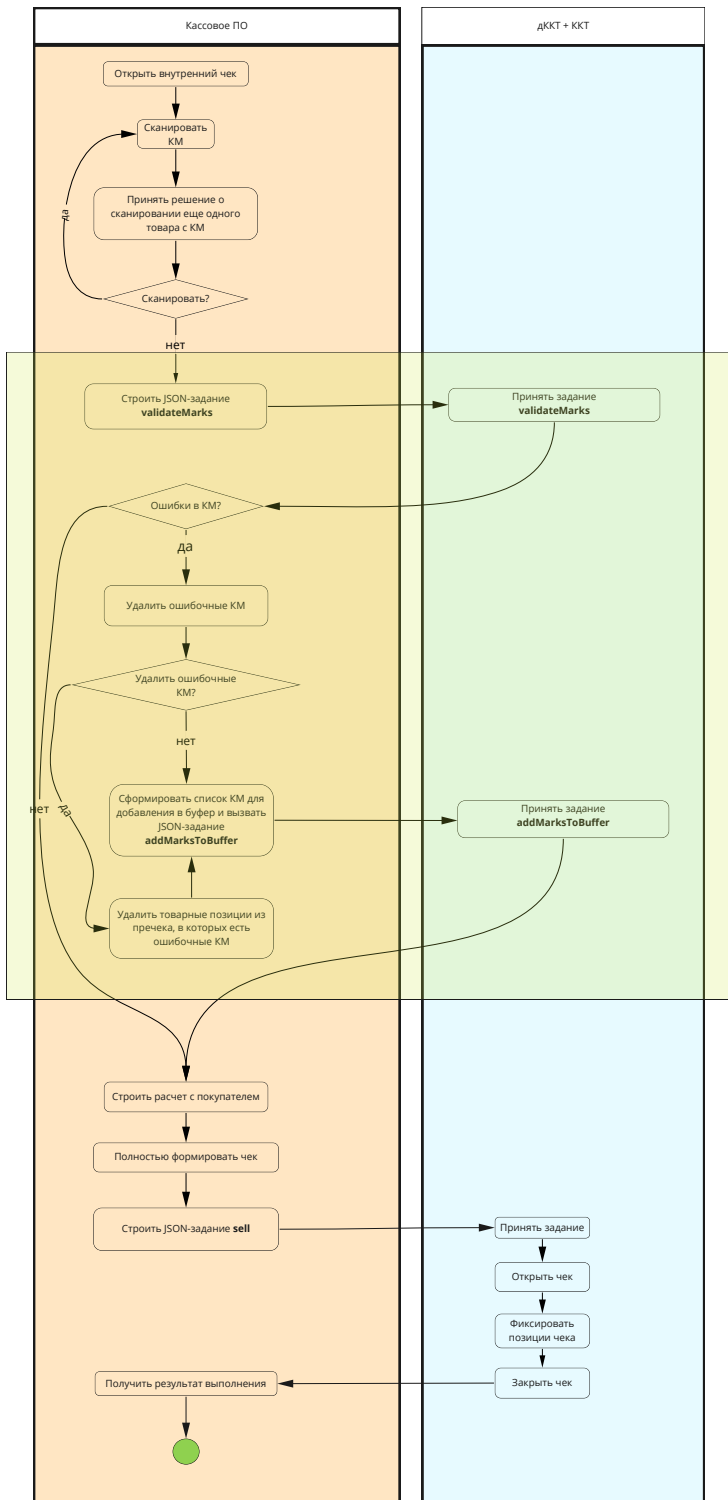 Кассовое ПО
дККТ + ККТ
Открыть внутренний чек
Сканировать
КМ
Принять решение о
сканировании еще одного
товара с КМ
да
Сканировать?
нет
Строить JSON-задание
validateMarks
Принять задание
validateMarks
Ошибки в КМ?
да
Удалить ошибочные КМ
Удалить ошибочные
КМ?
нет
нет
да
Сформировать список КМ для
добавления в буфер и вызвать
JSON-задание
addMarksToBuffer
Принять задание
addMarksToBuffer
Удалить товарные позиции из
пречека, в которых есть
ошибочные КМ
Строить расчет с покупателем
Полностью формировать чек
Строить JSON-задание sell
Принять задание
Открыть чек
Фиксировать
позиции чека
Получить результат выполнения
Закрыть чек